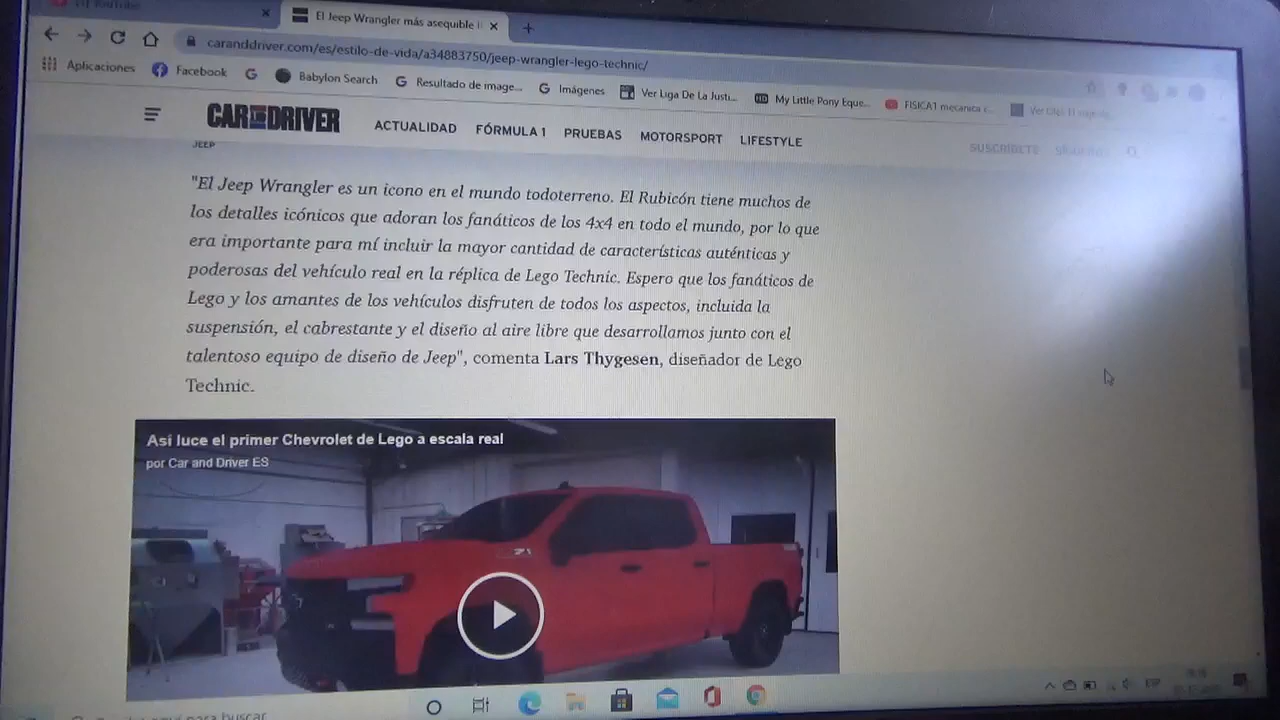 YouTube
El Jeep Wrangler más asequible
caranddriver.com/es/estilo-de-vida/a34883750/jeep-wrangler-lego-technic/
Aplicaciones Facebook Babylon Search Resultado de image... Imágenes Ver Liga De La Justi... My Little Pony Eque... FISICA1 mecanica
CAR AND DRIVER ACTUALIDAD FÓRMULA 1 PRUEBAS MOTORSPORT LIFESTYLE SUSCRÍBETE
JEEP
"El Jeep Wrangler es un icono en el mundo todoterreno. El Rubicón tiene muchos de
los detalles icónicos que adoran los fanáticos de los 4x4 en todo el mundo, por lo que
era importante para mí incluir la mayor cantidad de características auténticas y
poderosas del vehículo real en la réplica de Lego Technic. Espero que los fanáticos de
Lego y los amantes de los vehículos disfruten de todos los aspectos, incluida la
suspensión, el cabrestante y el diseño al aire libre que desarrollamos junto con el
talentoso equipo de diseño de Jeep", comenta Lars Thygesen, diseñador de Lego
Technic.
Así luce el primer Chevrolet de Lego a escala real
por Car and Driver ES
Z71
para buscar
ESP